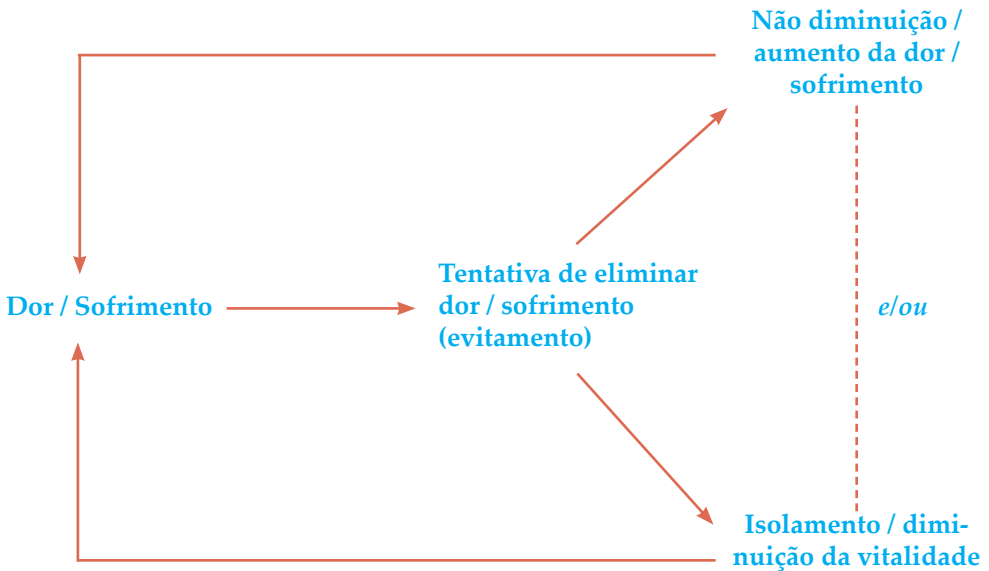 Não diminuição /
aumento da dor /
sofrimento
Dor / Sofrimento
Tentativa de eliminar
dor / sofrimento
(evitamento)
e/ou
Isolamento / dimi-
nuição da vitalidade